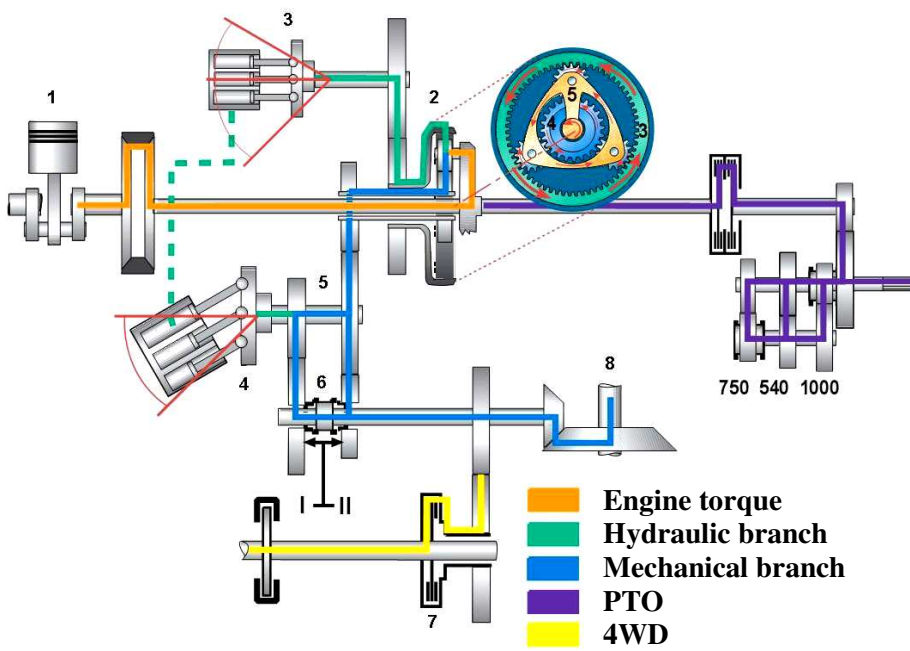 3
1
2
5
4
3
5
4
6
8
I II
7
750 540 1000
Engine torque
Hydraulic branch
Mechanical branch
PTO
4WD